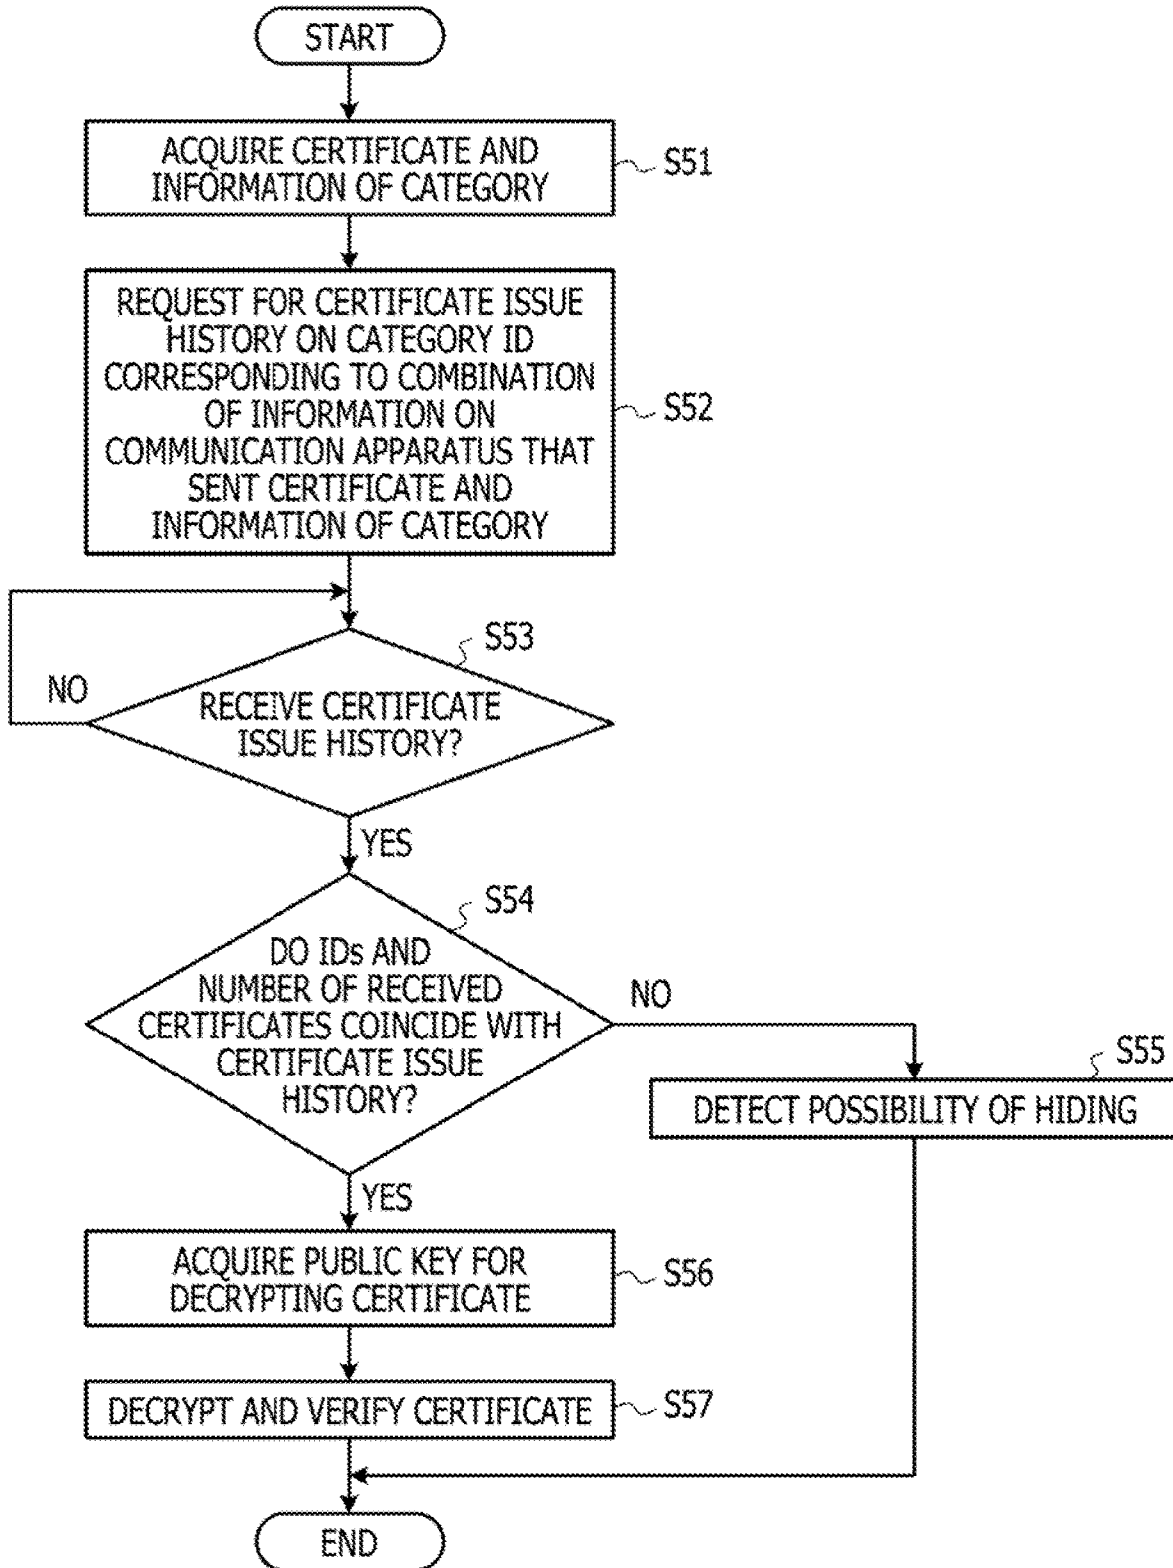 START
ACQUIRE CERTIFICATE AND
INFORMATION OF CATEGORY
S51
REQUEST FOR CERTIFICATE ISSUE
HISTORY ON CATEGORY ID
CORRESPONDING TO COMBINATION
OF INFORMATION ON
COMMUNICATION APPARATUS THAT
SENT CERTIFICATE AND
INFORMATION OF CATEGORY
S52
S53
NO
RECEIVE CERTIFICATE
ISSUE HISTORY?
YES
S54
DO IDs AND
NUMBER OF RECEIVED
CERTIFICATES COINCIDE WITH
CERTIFICATE ISSUE
HISTORY?
NO
S55
DETECT POSSIBILITY OF HIDING
YES
ACQUIRE PUBLIC KEY FOR
DECRYPTING CERTIFICATE
S56
DECRYPT AND VERIFY CERTIFICATE
S57
END